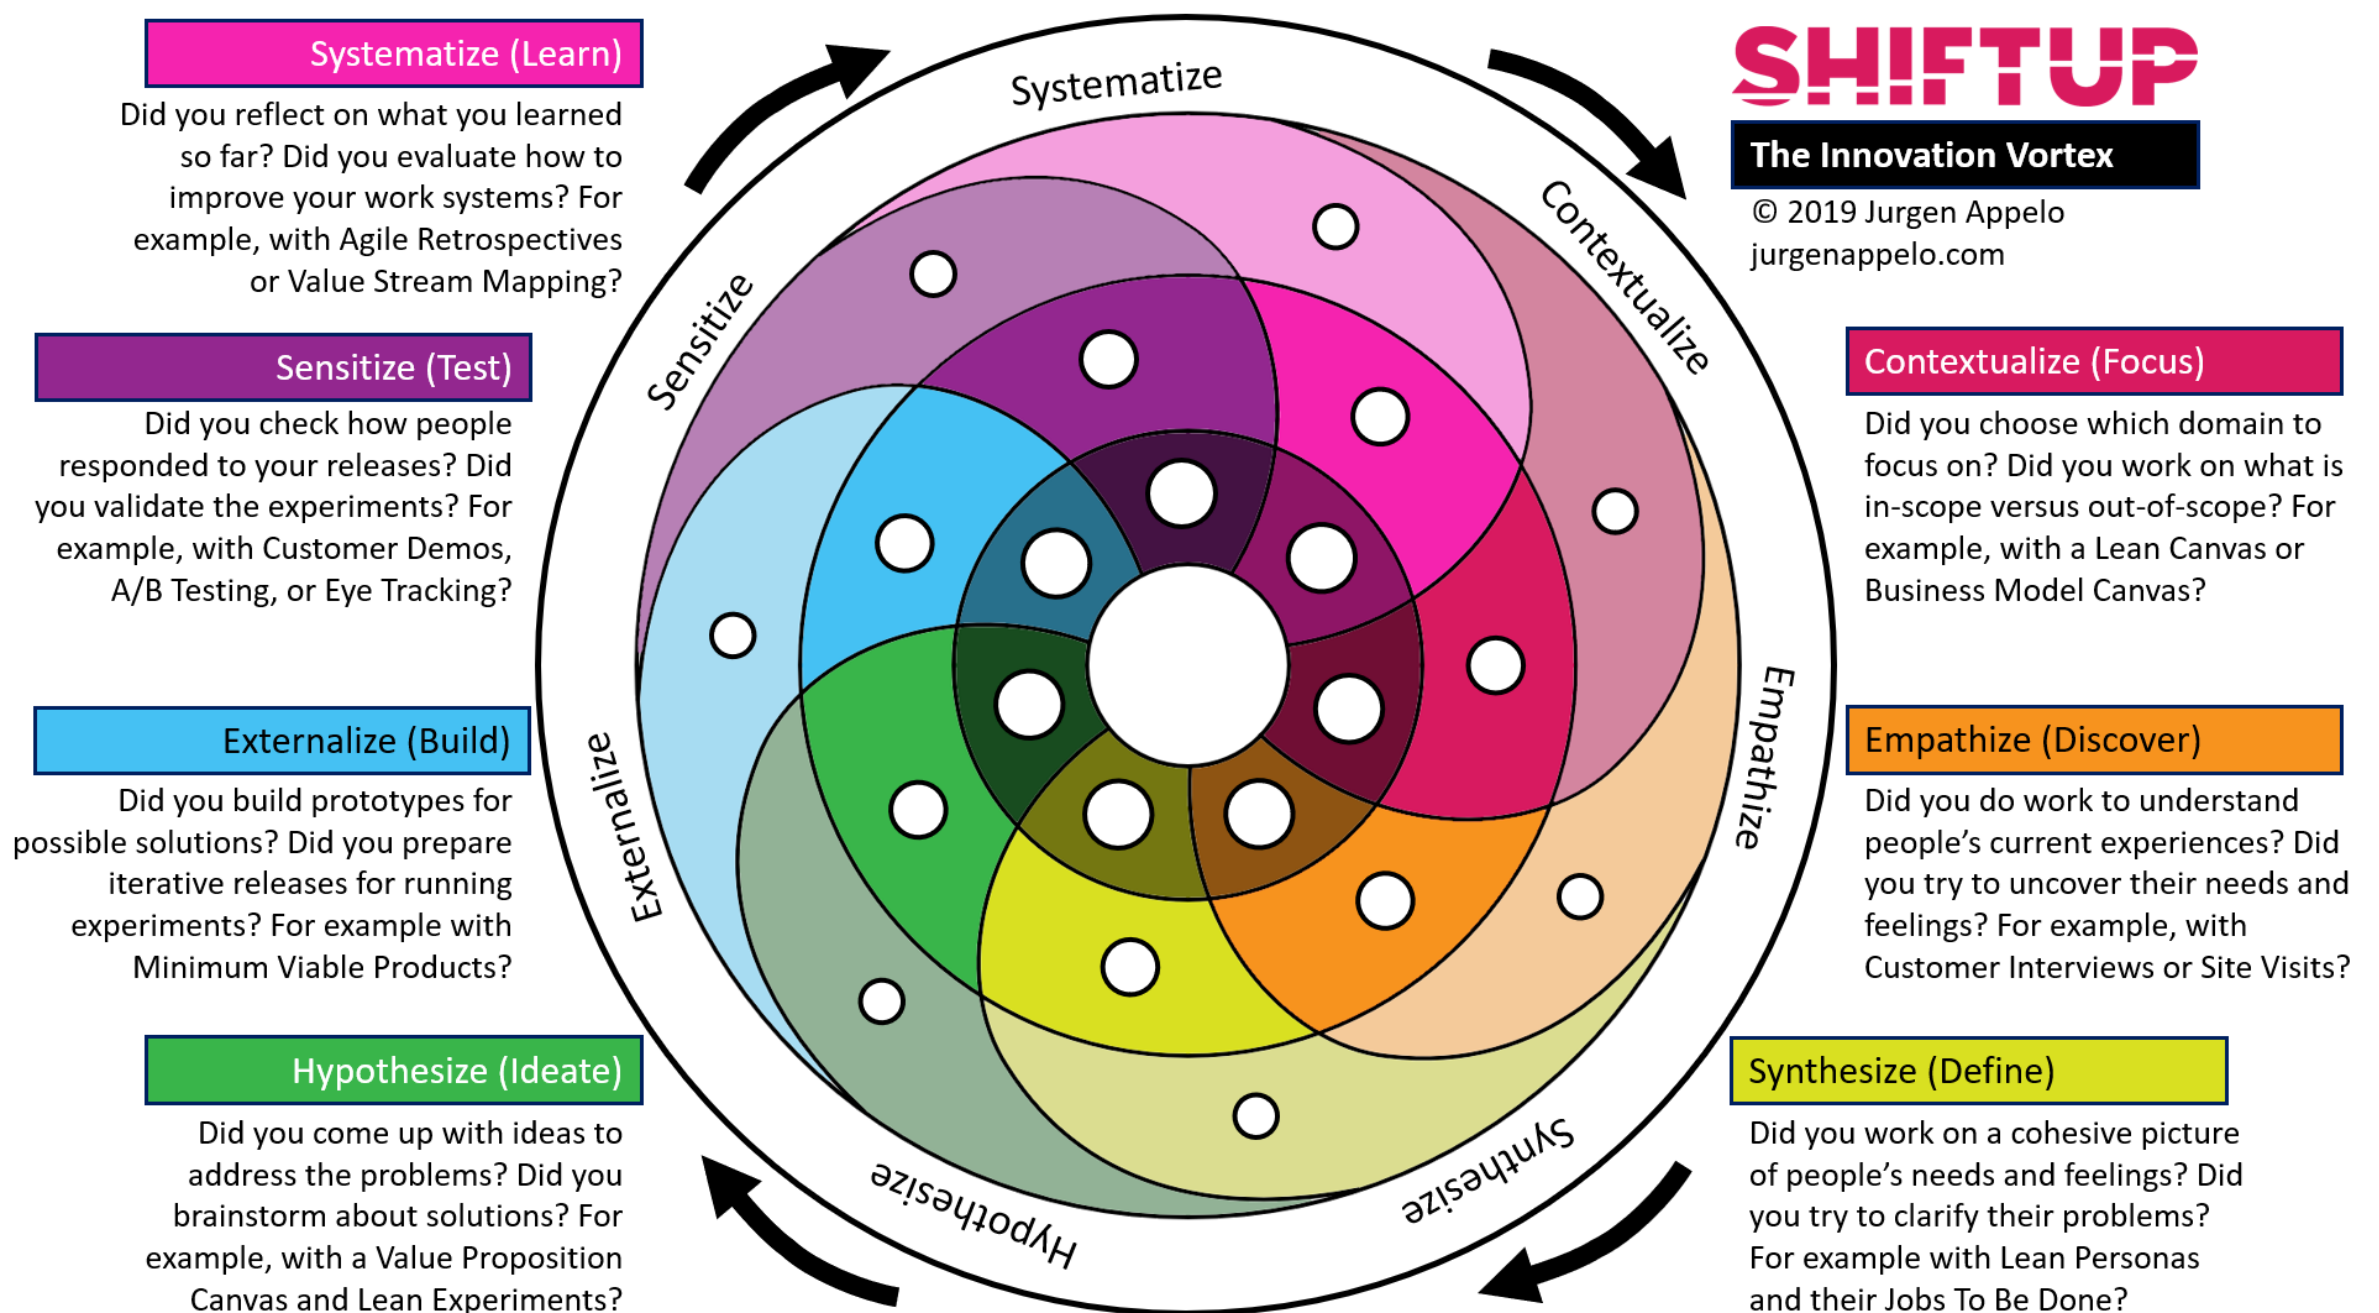 SHIFTUP
The Innovation Vortex
© 2019 Jurgen Appelo
jurgenappelo.com
Systematize (Learn)
Did you reflect on what you learned
so far? Did you evaluate how to
improve your work systems? For
example, with Agile Retrospectives
or Value Stream Mapping?
Sensitize (Test)
Did you check how people
responded to your releases? Did
you validate the experiments? For
example, with Customer Demos,
A/B Testing, or Eye Tracking?
Externalize (Build)
Did you build prototypes for
possible solutions? Did you prepare
iterative releases for running
experiments? For example with
Minimum Viable Products?
Hypothesize (Ideate)
Did you come up with ideas to
address the problems? Did you
brainstorm about solutions? For
example, with a Value Proposition
Canvas and Lean Experiments?
Systematize
Contextualize
Empathize
Synthesize
Hypothesize
Externalize
Sensitize
Contextualize (Focus)
Did you choose which domain to
focus on? Did you work on what is
in-scope versus out-of-scope? For
example, with a Lean Canvas or
Business Model Canvas?
Empathize (Discover)
Did you do work to understand
people’s current experiences? Did
you try to uncover their needs and
feelings? For example, with
Customer Interviews or Site Visits?
Synthesize (Define)
Did you work on a cohesive picture
of people’s needs and feelings? Did
you try to clarify their problems?
For example with Lean Personas
and their Jobs To Be Done?